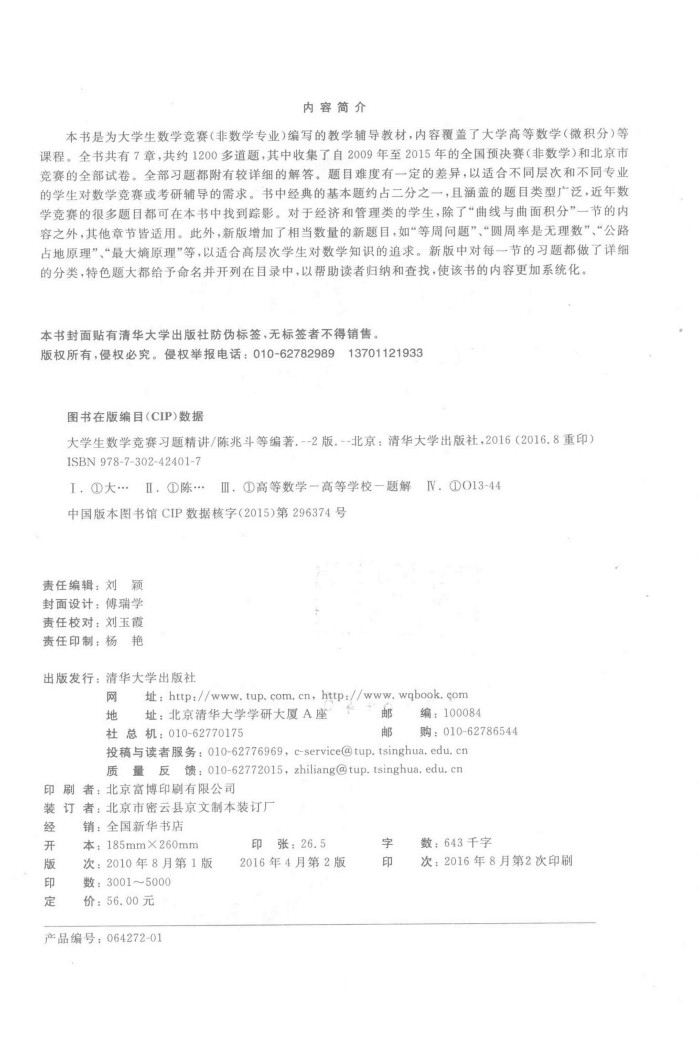 内容简介
本书是为大学生数学竞赛(非数学专业)编写的教学辅导教材,内容覆盖了大学高等数学(微积分)等
课程。全书共有7章,共约1200多道题,其中收集了自2009年至2015年的全国预决赛(非数学)和北京市
竞赛的全部试卷。全部习题都附有较详细的解答。题目难度有一定的差异,以适合不同层次和不同专业
的学生对数学竞赛或考研辅导的需求。书中经典的基本题约占二分之一,且涵盖的题目类型广泛,近年数
学竞赛的很多题目都可在本书中找到踪影。对于经济和管理类的学生,除了“曲线与曲面积分”一节的内
容之外,其他章节皆适用。此外,新版增加了相当数量的新题目,如“等周问题”、“圆周率是无理数”、“公路
占地原理”、“最大熵原理”等,以适合高层次学生对数学知识的追求。新版中对每一节的习题都做了详细
的分类,特色题大都给予命名并开列在目录中,以帮助读者归纳和查找,使该书的内容更加系统化。
本书封面贴有清华大学出版社防伪标签,无标签者不得销售。
版权所有,侵权必究。侵权举报电话:010-62782989 13701121933
图书在版编目(CIP)数据
大学生数学竞赛习题精讲/陈兆斗等编著.--2版.--北京:清华大学出版社,2016(2016.8重印)
ISBN 978-7-302-42401-7
Ⅰ.①大… Ⅱ.①陈… Ⅲ.①高等数学-高等学校-题解 Ⅳ.①O13-44
中国版本图书馆CIP数据核字(2015)第296374号
责任编辑:刘 颖
封面设计:傅瑞学
责任校对:刘玉霞
责任印制:杨 艳
出版发行:清华大学出版社
网 址:http://www.tup.com.cn,http://www.wqbook.com
地 址:北京清华大学学研大厦A座 邮 编:100084
社总机:010-62770175 邮 购:010-62786544
投稿与读者服务:010-62776969,c-service@tup.tsinghua.edu.cn
质量反馈:010-62772015,zhiliang@tup.tsinghua.edu.cn
印刷者:北京富博印刷有限公司
装订者:北京市密云县京文制本装订厂
经 销:全国新华书店
开 本:185mm×260mm 印 张:26.5 字 数:643千字
版 次:2010年8月第1版 2016年4月第2版 印 次:2016年8月第2次印刷
印 数:3001~5000
定 价:56.00元
产品编号:064272-01